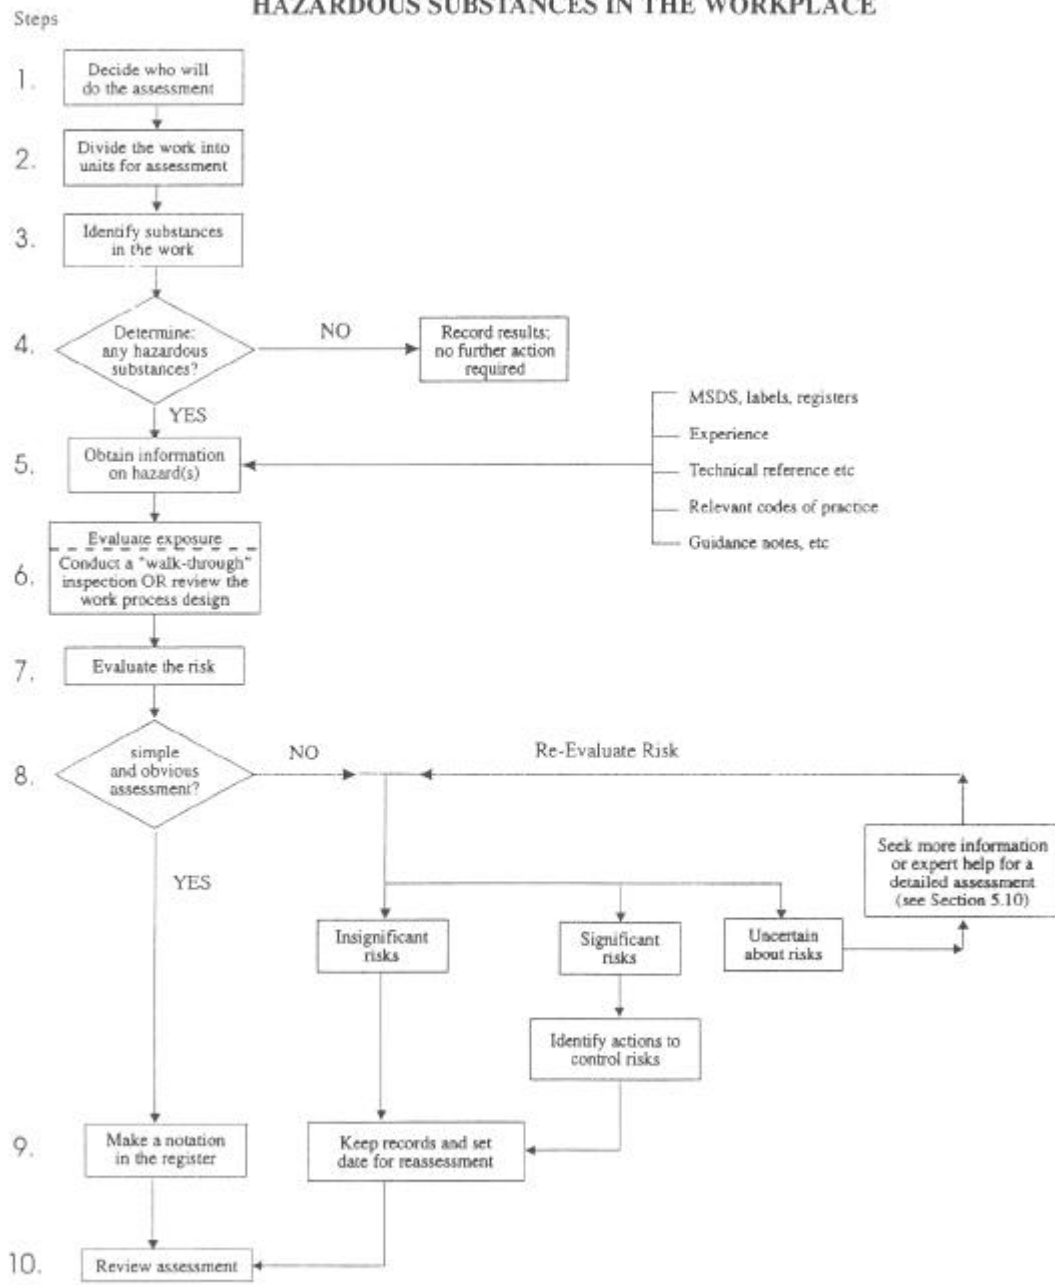 HAZARDOUS SUBSTANCES IN THE WORKPLACE
Steps
1.
Decide who will
do the assessment
2.
Divide the work into
units for assessment
3.
Identify substances
in the work
4.
Determine:
any hazardous
substances?
NO
Record results;
no further action
required
YES
MSDS, labels, registers
Experience
Technical reference etc
Relevant codes of practice
Guidance notes, etc
5.
Obtain information
on hazard(s)
6.
Evaluate exposure
Conduct a "walk-through"
inspection OR review the
work process design
7.
Evaluate the risk
8.
simple
and obvious
assessment?
NO
Re-Evaluate Risk
YES
Seek more information
or expert help for a
detailed assessment
(see Section 5.10)
Insignificant
risks
Significant
risks
Uncertain
about risks
Identify actions to
control risks
9.
Make a notation
in the register
Keep records and set
date for reassessment
10.
Review assessment